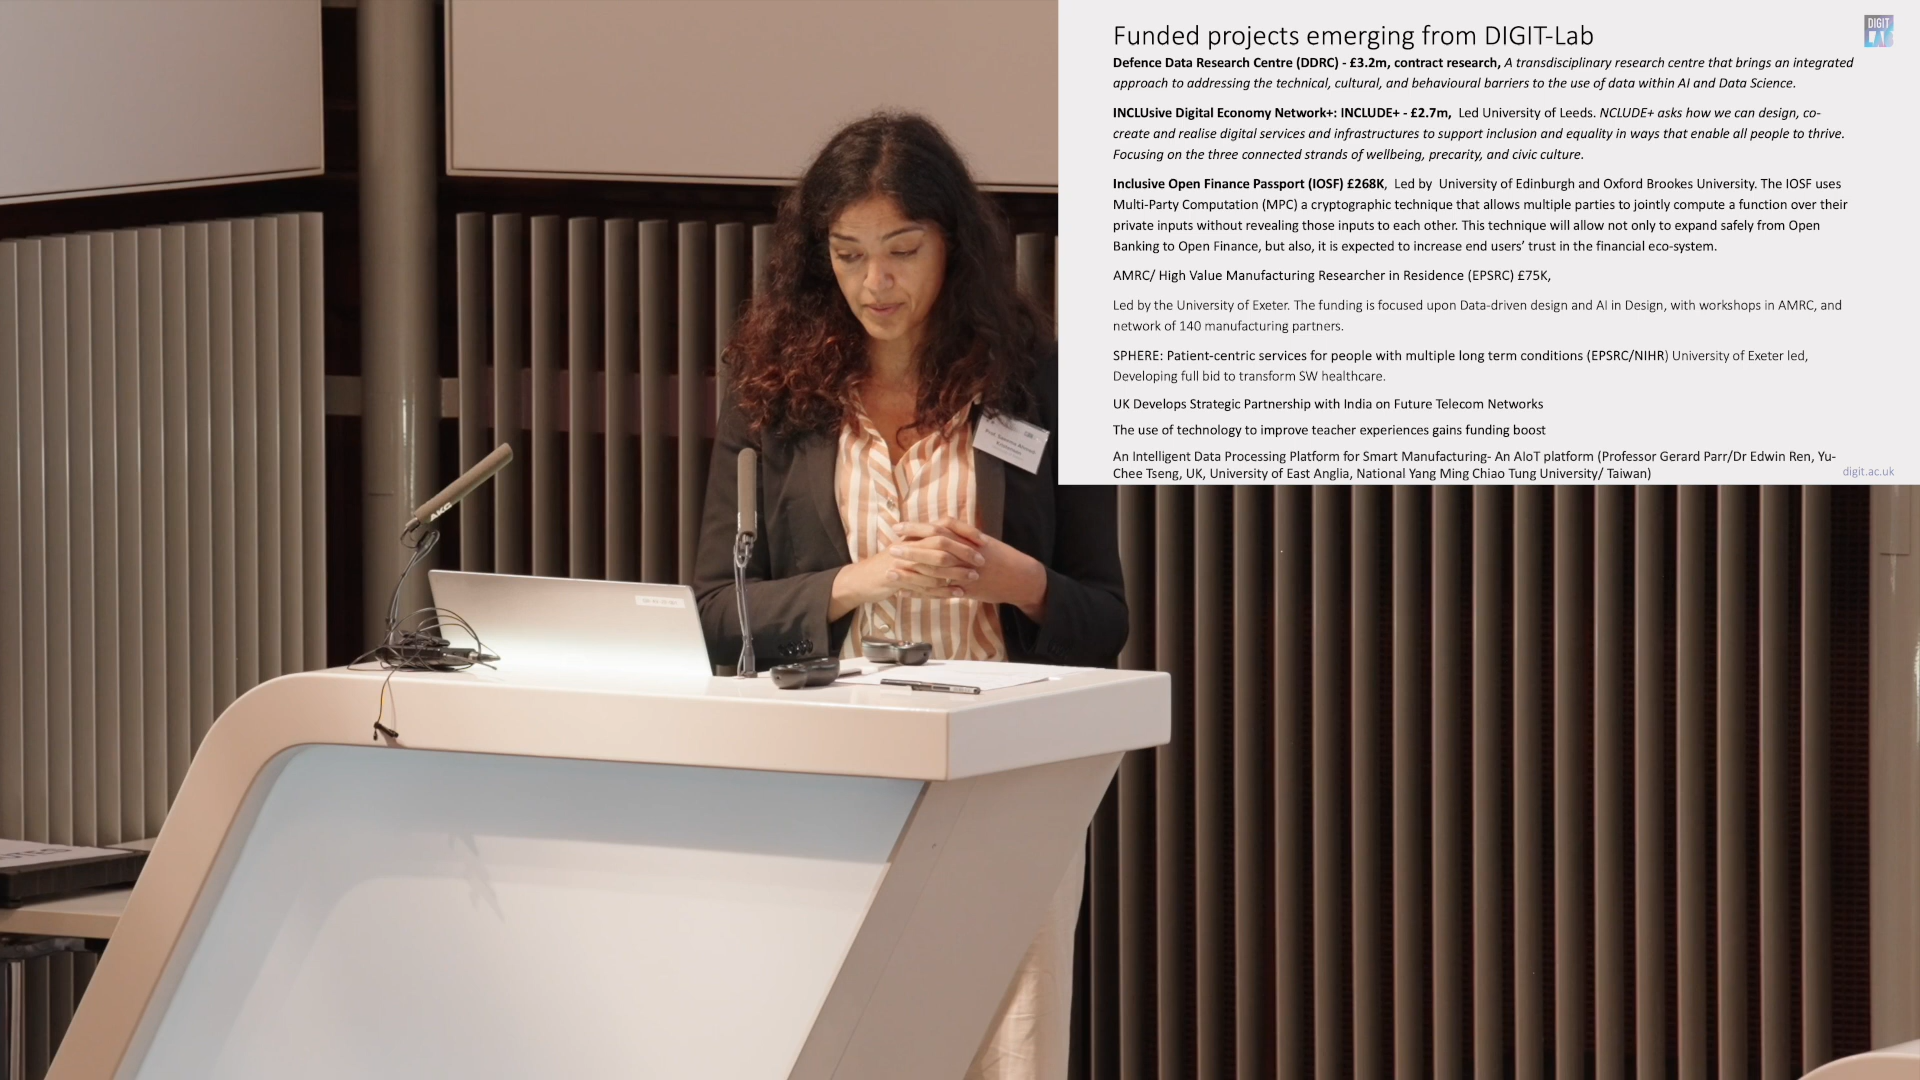 Funded projects emerging from DIGIT-Lab
DIGIT
LAB
Defence Data Research Centre (DDRC) - £3.2m, contract research, A transdisciplinary research centre that brings an integrated
approach to addressing the technical, cultural, and behavioural barriers to the use of data within AI and Data Science.
INCLUsive Digital Economy Network+: INCLUDE+ - £2.7m, Led University of Leeds. NCLUDE+ asks how we can design, co-
create and realise digital services and infrastructures to support inclusion and equality in ways that enable all people to thrive.
Focusing on the three connected strands of wellbeing, precarity, and civic culture.
Inclusive Open Finance Passport (IOSF) £268K, Led by University of Edinburgh and Oxford Brookes University. The IOSF uses
Multi-Party Computation (MPC) a cryptographic technique that allows multiple parties to jointly compute a function over their
private inputs without revealing those inputs to each other. This technique will allow not only to expand safely from Open
Banking to Open Finance, but also, it is expected to increase end users’ trust in the financial eco-system.
AMRC/ High Value Manufacturing Researcher in Residence (EPSRC) £75K,
Led by the University of Exeter. The funding is focused upon Data-driven design and AI in Design, with workshops in AMRC, and
network of 140 manufacturing partners.
SPHERE: Patient-centric services for people with multiple long term conditions (EPSRC/NIHR) University of Exeter led,
Developing full bid to transform SW healthcare.
UK Develops Strategic Partnership with India on Future Telecom Networks
The use of technology to improve teacher experiences gains funding boost
An Intelligent Data Processing Platform for Smart Manufacturing- An AIoT platform (Professor Gerard Parr/Dr Edwin Ren, Yu-
Chee Tseng, UK, University of East Anglia, National Yang Ming Chiao Tung University/ Taiwan)
digit.ac.uk
AKG